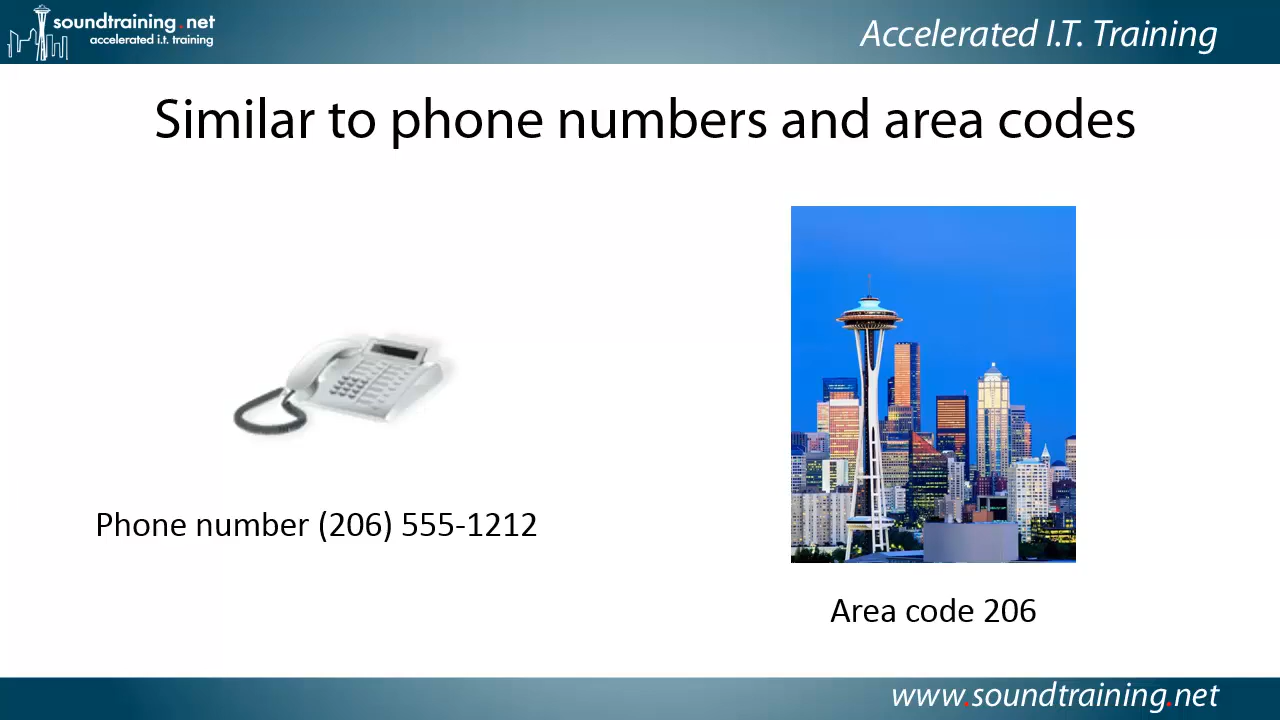 soundtraining.net
accelerated i.t. training
Accelerated I.T. Training
Similar to phone numbers and area codes
Phone number (206) 555-1212
Area code 206
www.soundtraining.net